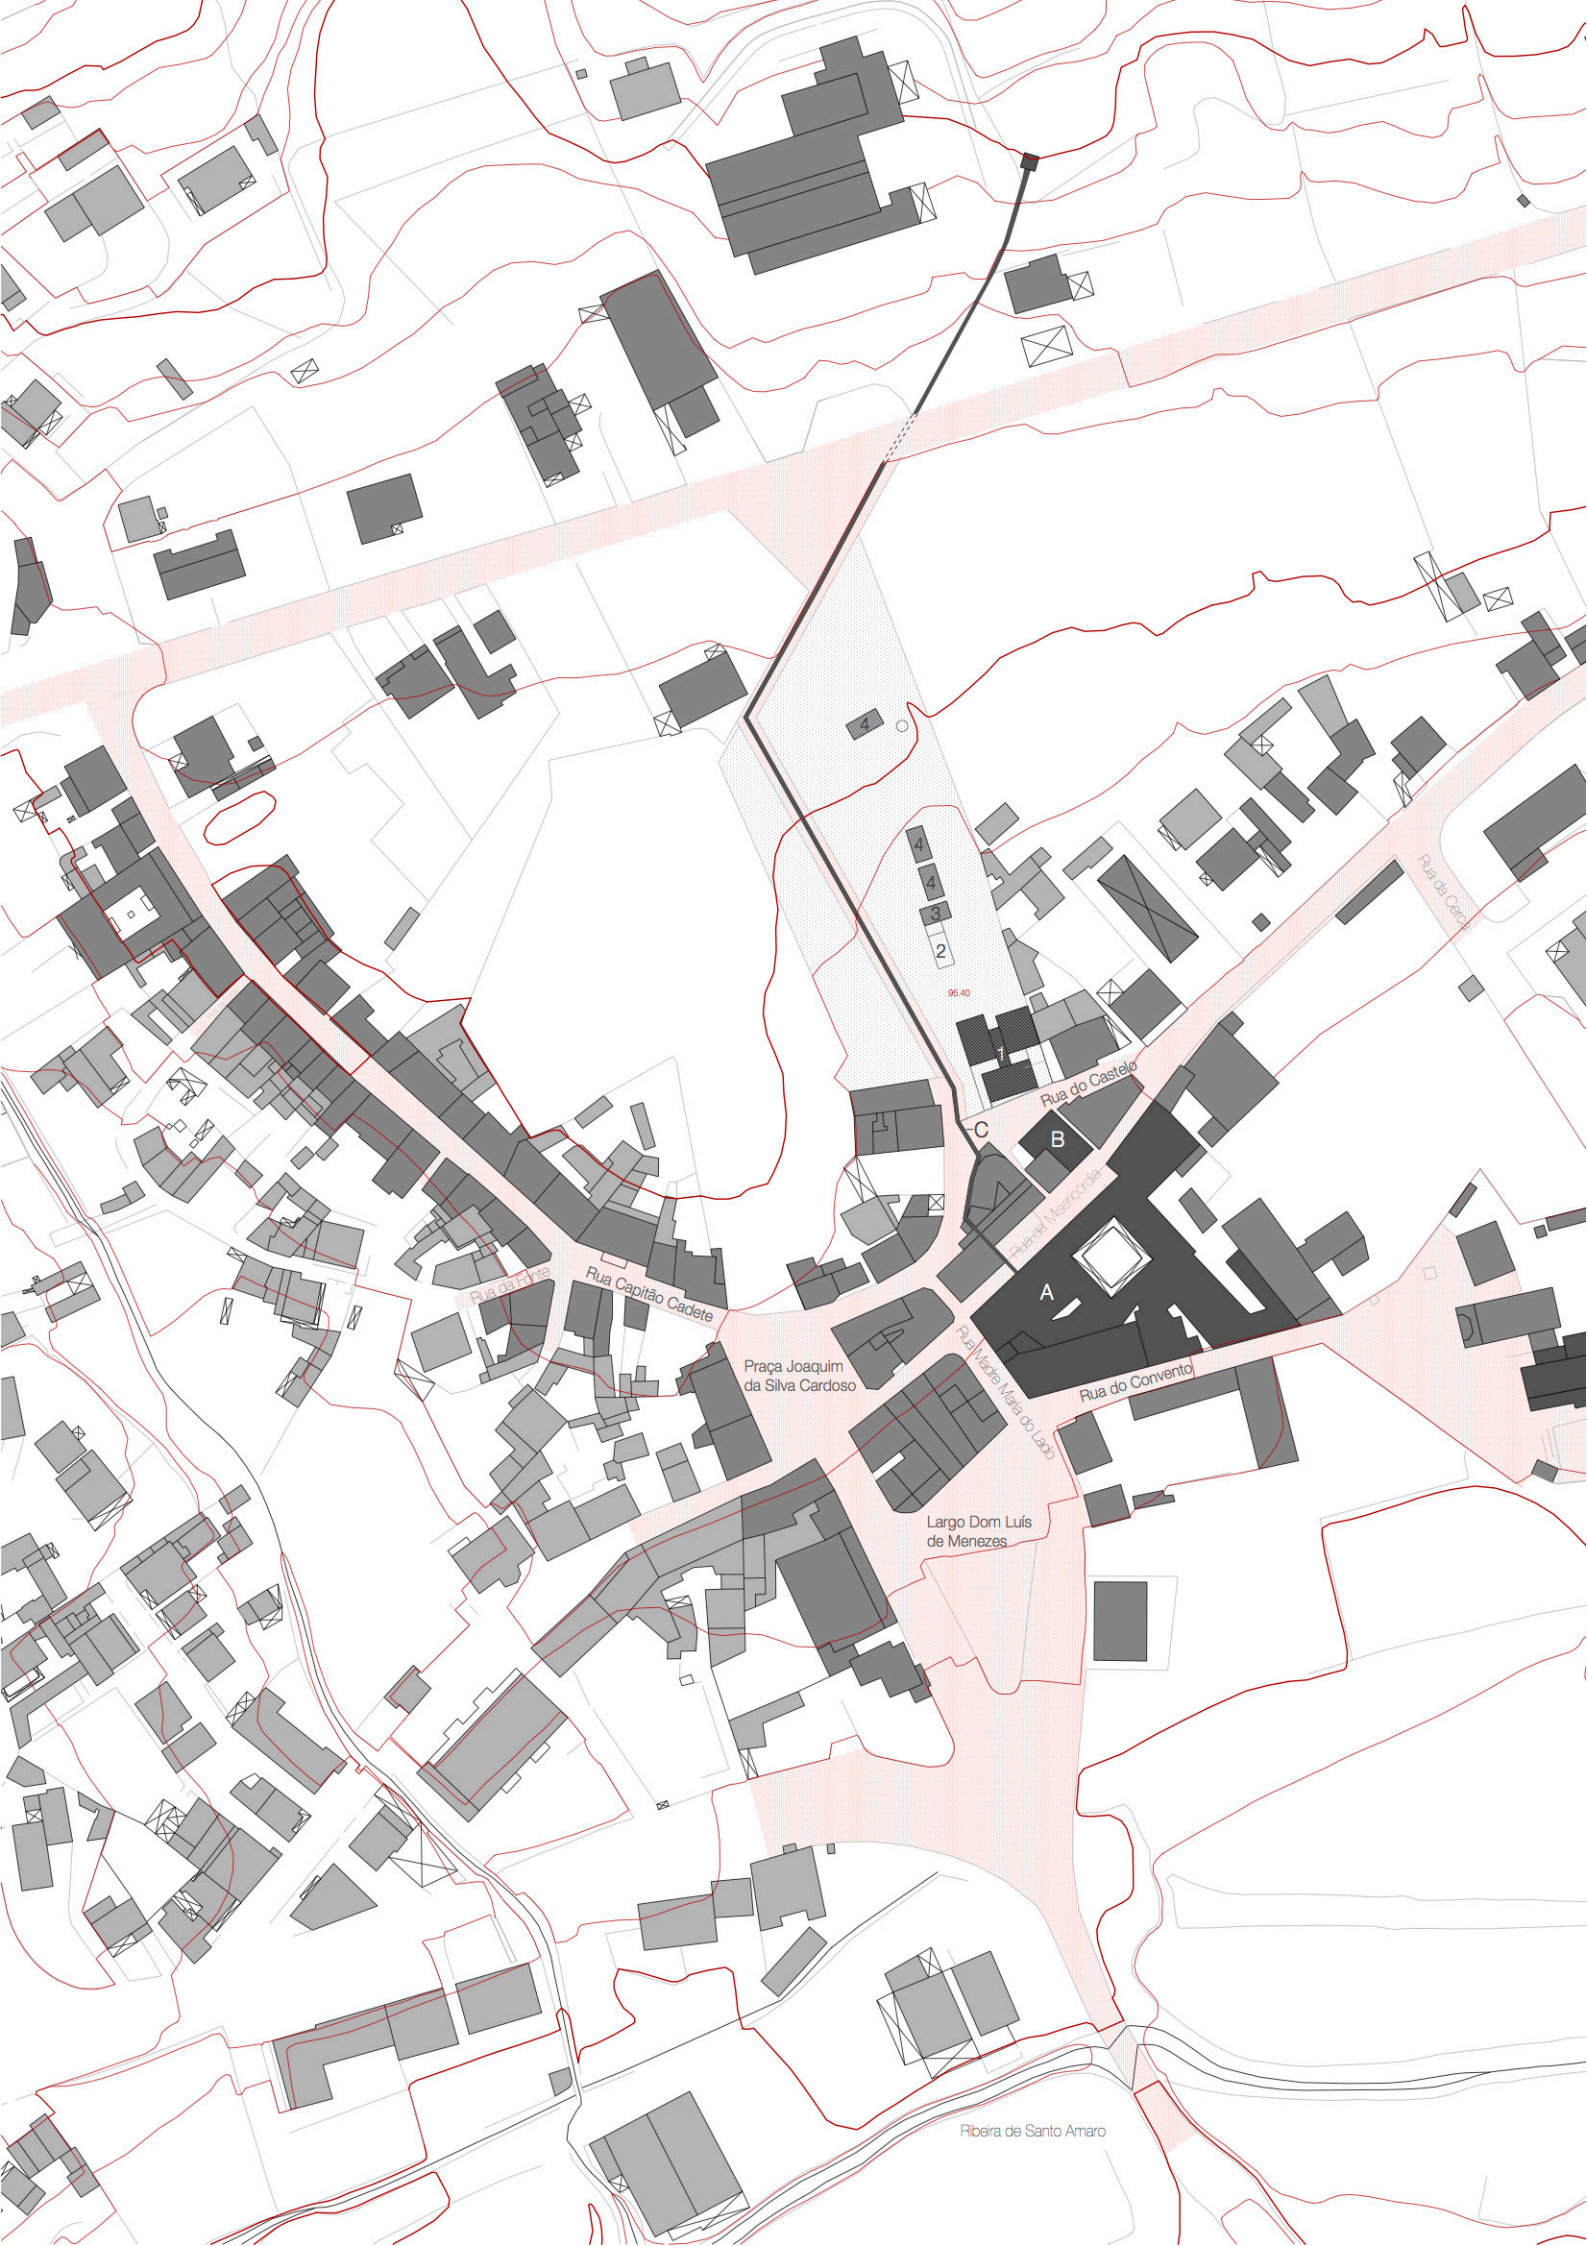 4
Rua da Cerca
4
4
3
2
95.40
1
Rua do Castelo
C
B
Rua da Misericórdia
A
Rua da Fonte
Rua Capitão Cadete
Praça Joaquim
da Silva Cardoso
Rua Madre Maria do Lado
Rua do Convento
Largo Dom Luís
de Menezes
Ribeira de Santo Amaro